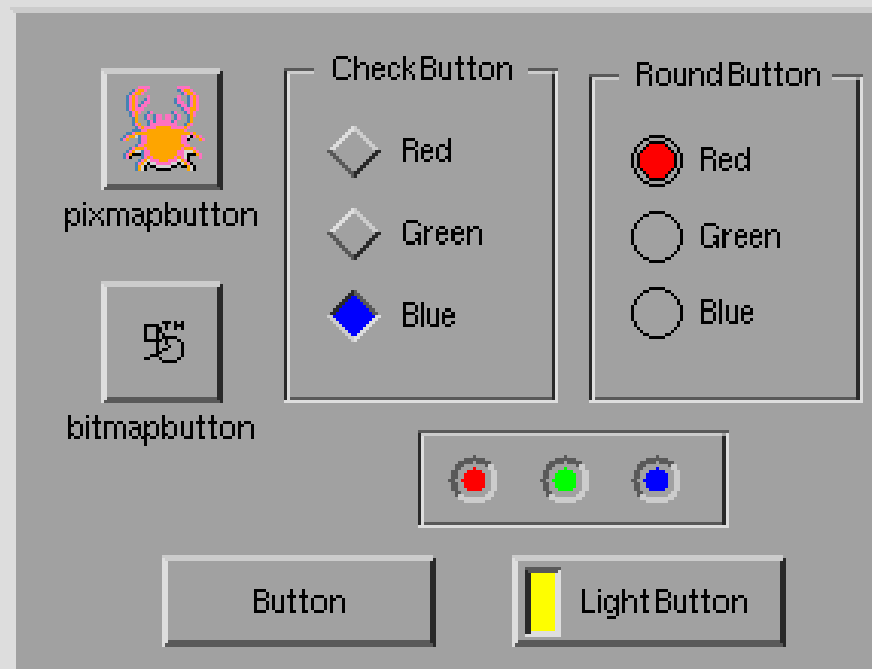 CheckButton
RoundButton
Red
Green
Blue
Red
Green
Blue
pixmapbutton
bitmapbutton
Button
LightButton